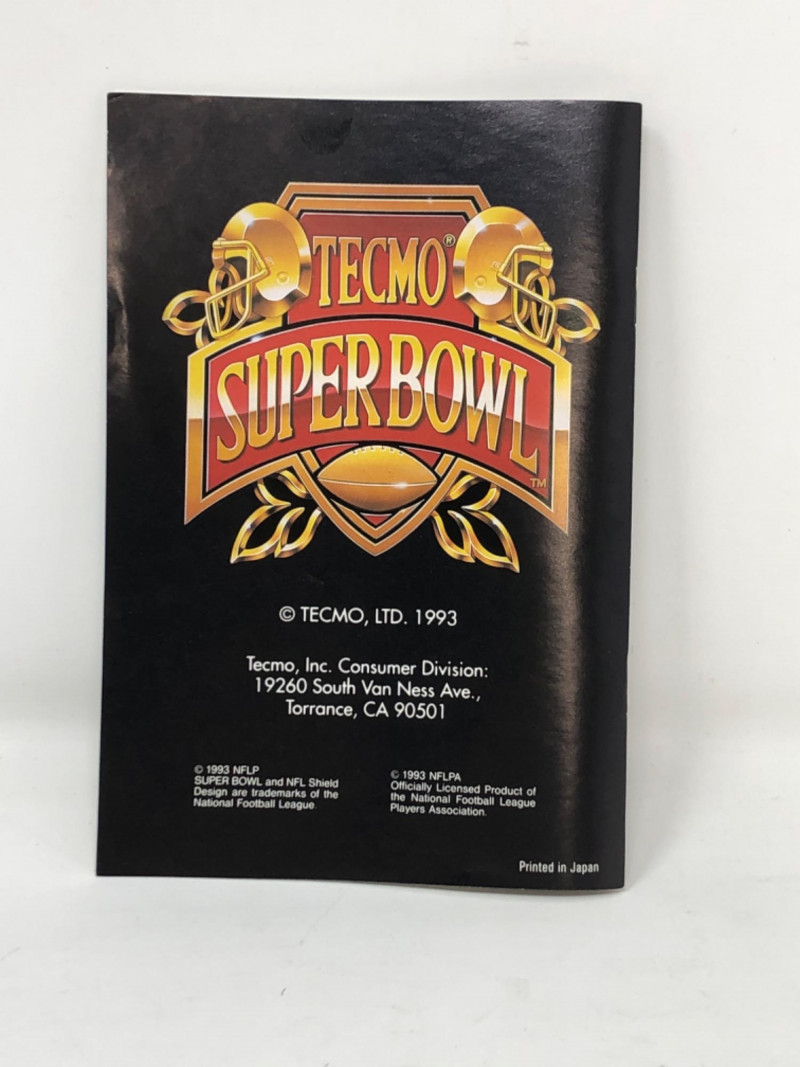 TECMO®
SUPER BOWL
TM
© TECMO, LTD. 1993
Tecmo, Inc. Consumer Division:
19260 South Van Ness Ave.,
Torrance, CA 90501
© 1993 NFLP
SUPER BOWL and NFL Shield
Design are trademarks of the
National Football League.
© 1993 NFLPA
Officially Licensed Product of
the National Football League
Players Association.
Printed in Japan